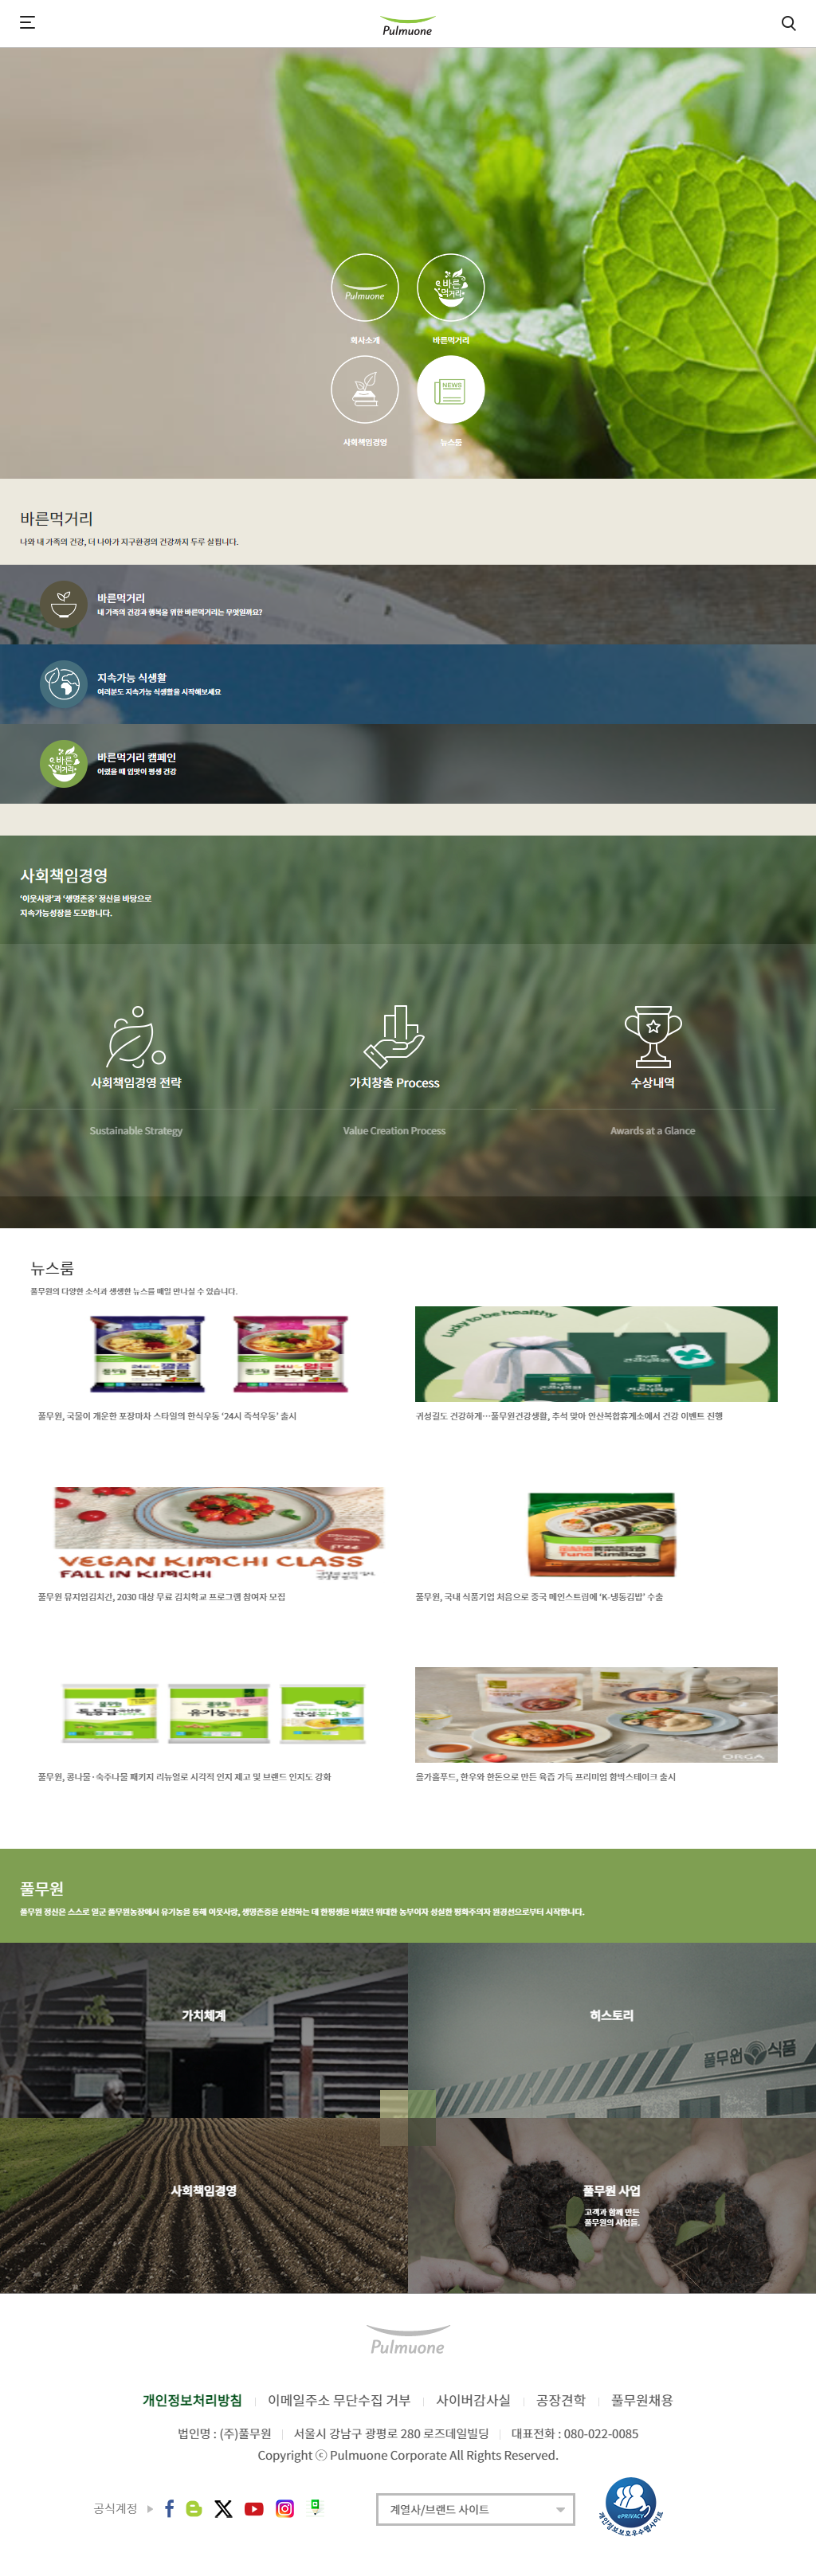 Pulmuone
Pulmuone
바른
먹거리
회사소개
바른먹거리
NEWS
사회책임경영
뉴스룸
바른먹거리
나와 내 가족의 건강, 더 나아가 지구환경의 건강까지 두루 살핍니다.
바른먹거리
내 가족의 건강과 행복을 위한 바른먹거리는 무엇일까요?
지속가능 식생활
여러분도 지속가능 식생활을 시작해보세요
바른
먹거리
바른먹거리 캠페인
어렸을 때 입맛이 평생 건강
사회책임경영
‘이웃사랑’과 ‘생명존중’ 정신을 바탕으로
지속가능성장을 도모합니다.
사회책임경영 전략
가치창출 Process
수상내역
Sustainable Strategy
Value Creation Process
Awards at a Glance
뉴스룸
풀무원의 다양한 소식과 생생한 뉴스를 매일 만나실 수 있습니다.
Lucky to be healthy
풀무원, 국물이 개운한 포장마차 스타일의 한식우동 ‘24시 즉석우동’ 출시
귀성길도 건강하게…풀무원건강생활, 추석 맞아 안산복합휴게소에서 건강 이벤트 진행
VEGAN KIMCHI CLASS
FALL IN KIMCHI
Free
Tuna KimBap
풀무원 뮤지엄김치간, 2030 대상 무료 김치학교 프로그램 참여자 모집
풀무원, 국내 식품기업 처음으로 중국 메인스트림에 ‘K-냉동김밥’ 수출
특등급
유기농
안심콩나물
ORGA
풀무원, 콩나물·숙주나물 패키지 리뉴얼로 시각적 인지 제고 및 브랜드 인지도 강화
올가홀푸드, 한우와 한돈으로 만든 육즙 가득 프리미엄 함박스테이크 출시
풀무원
풀무원 정신은 스스로 일군 풀무원농장에서 유기농을 통해 이웃사랑, 생명존중을 실천하는 데 한평생을 바쳤던 위대한 농부이자 성실한 평화주의자 원경선으로부터 시작합니다.
가치체계
히스토리
풀무원 식품
사회책임경영
풀무원 사업
고객과 함께 만든
풀무원의 사업들.
Pulmuone
개인정보처리방침
이메일주소 무단수집 거부
사이버감사실
공장견학
풀무원채용
법인명 : (주)풀무원
서울시 강남구 광평로 280 로즈데일빌딩
대표전화 : 080-022-0085
Copyright ⓒ Pulmuone Corporate All Rights Reserved.
공식계정
계열사/브랜드 사이트
ePRIVACY
개인정보보호우수웹사이트